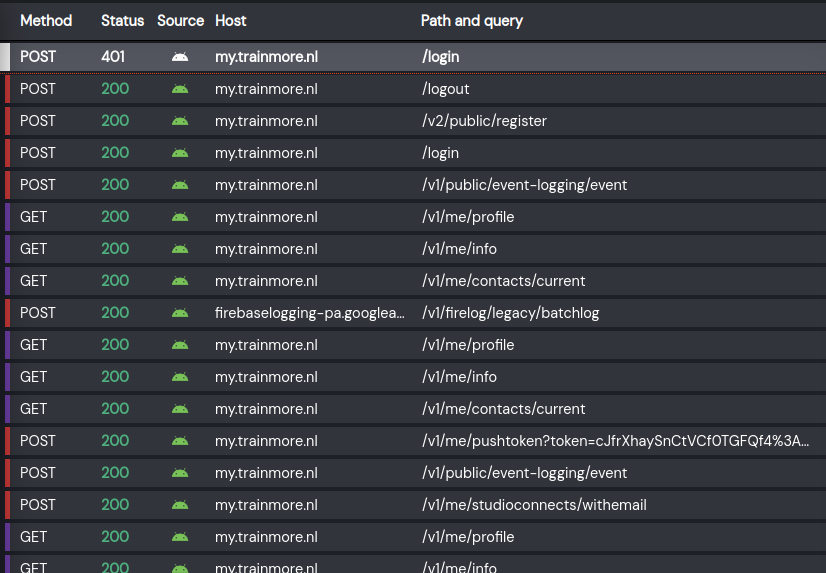 Method Status Source Host Path and query
POST 401 my.trainmore.nl /login
POST 200 my.trainmore.nl /logout
POST 200 my.trainmore.nl /v2/public/register
POST 200 my.trainmore.nl /login
POST 200 my.trainmore.nl /v1/public/event-logging/event
GET 200 my.trainmore.nl /v1/me/profile
GET 200 my.trainmore.nl /v1/me/info
GET 200 my.trainmore.nl /v1/me/contacts/current
POST 200 firebaselogging-pa.googlea... /v1/firelog/legacy/batchlog
GET 200 my.trainmore.nl /v1/me/profile
GET 200 my.trainmore.nl /v1/me/info
GET 200 my.trainmore.nl /v1/me/contacts/current
POST 200 my.trainmore.nl /v1/me/pushtoken?token=cJfrXhaySnCtVCf0TGFQf4%3A...
POST 200 my.trainmore.nl /v1/public/event-logging/event
POST 200 my.trainmore.nl /v1/me/studioconnects/withemail
GET 200 my.trainmore.nl /v1/me/profile
GET 200 my.trainmore.nl /v1/me/info